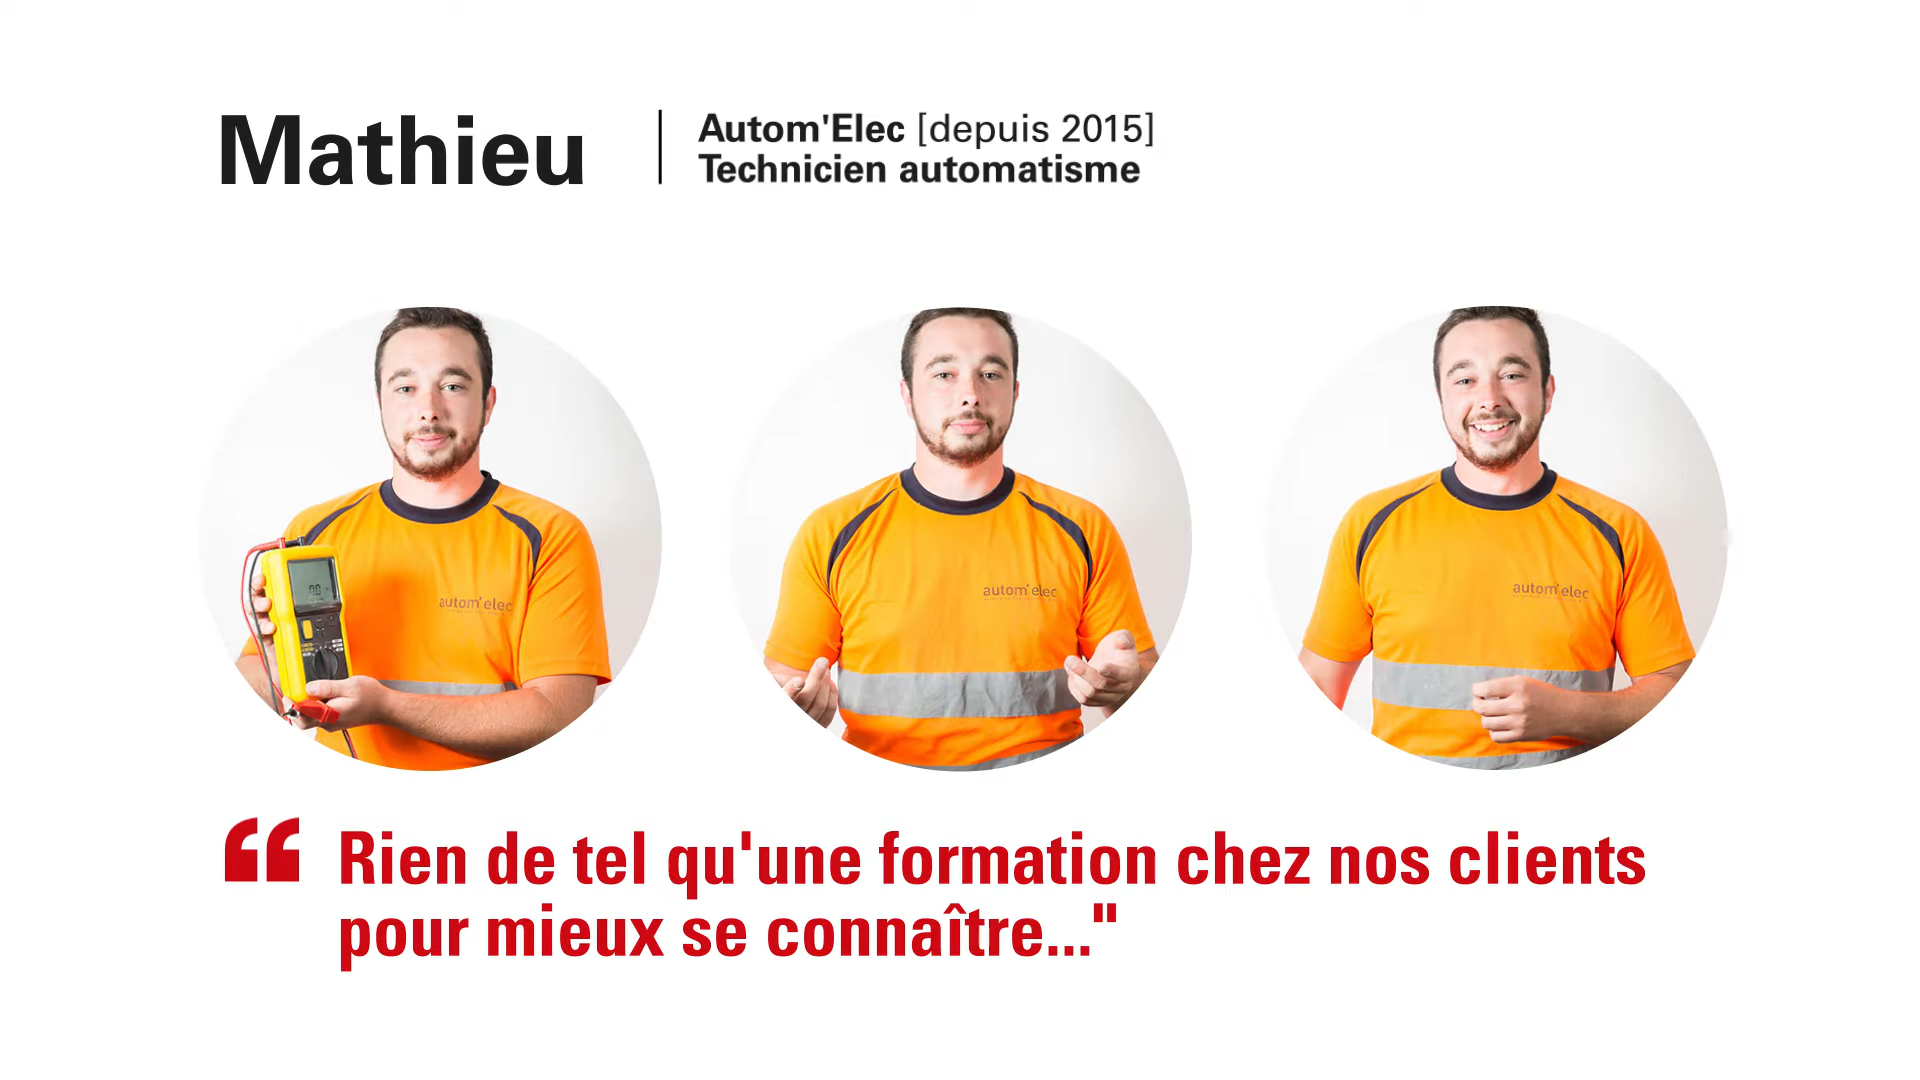 Mathieu
Autom'Elec [depuis 2015]
Technicien automatisme
autom'elec
autom'elec
autom'elec
“ Rien de tel qu'une formation chez nos clients
pour mieux se connaître..."